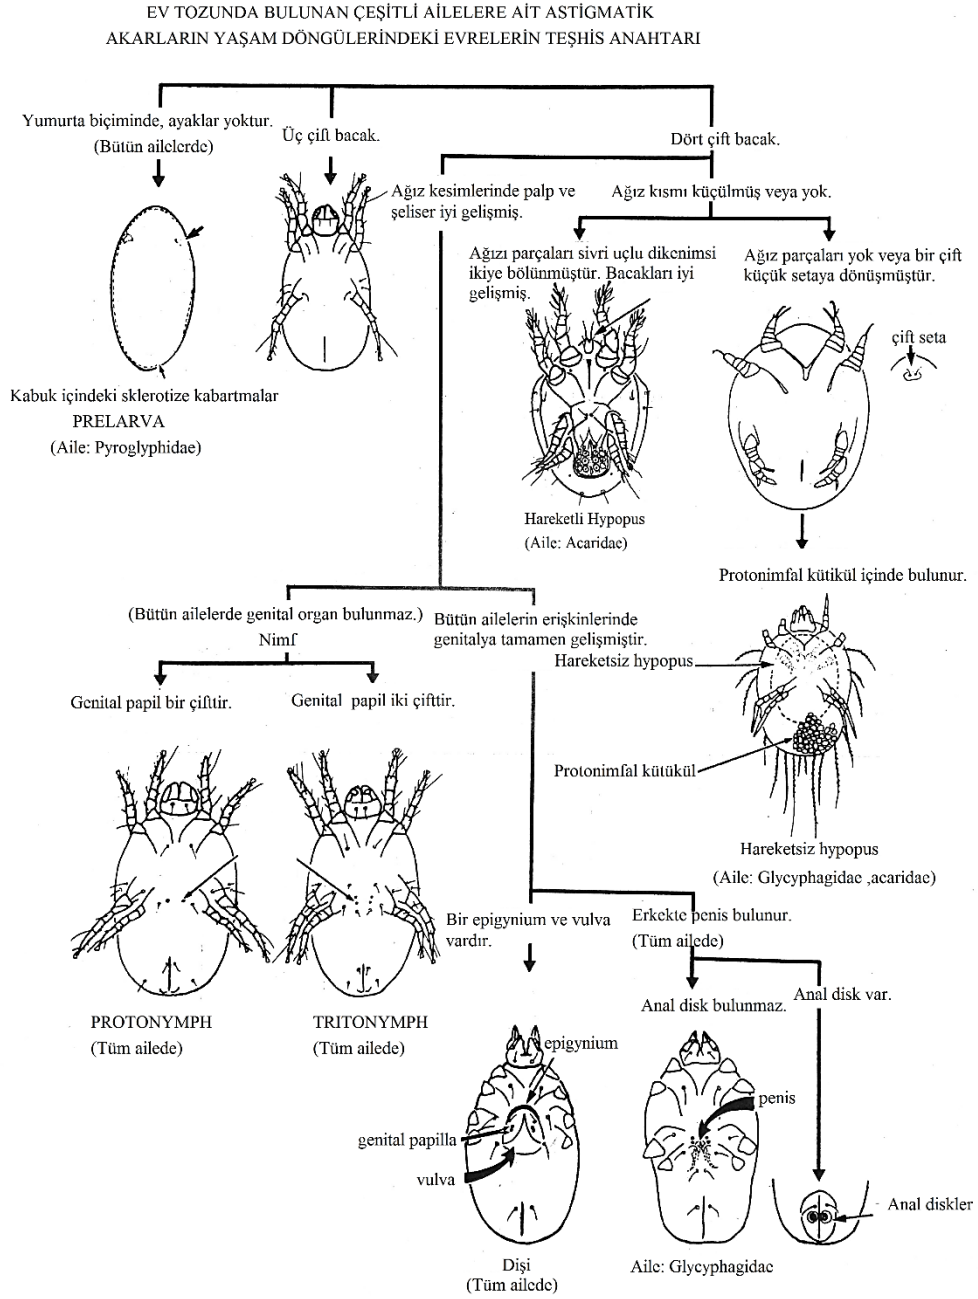 EV TOZUNDA BULUNAN ÇEŞİTLİ AİLELERE AİT ASTİGMATİK
AKARLARIN YAŞAM DÖNGÜLERİNDEKİ EVRELERİN TEŞHİS ANAHTARI
Yumurta biçiminde, ayaklar yoktur.
(Bütün ailelerde)
Üç çift bacak.
Dört çift bacak.
Ağız kesimlerinde palp ve
şeliser iyi gelişmiş.
Ağız kısmı küçülmüş veya yok.
Ağızı parçaları sivri uçlu dikenimsi
ikiye bölünmüştür. Bacakları iyi
gelişmiş.
Ağız parçaları yok veya bir çift
küçük setaya dönüşmüştür.
çift seta
Kabuk içindeki sklerotize kabartmalar
PRELARVA
(Aile: Pyroglyphidae)
Hareketli Hypopus
(Aile: Acaridae)
Protonimfal kütikül içinde bulunur.
(Bütün ailelerde genital organ bulunmaz.)
Nimf
Bütün ailelerin erişkinlerinde
genitalya tamamen gelişmiştir.
Hareketsiz hypopus
Genital papil bir çifttir.
Genital papil iki çifttir.
Protonimfal kütükül
Hareketsiz hypopus
(Aile: Glycyphagidae ,acaridae)
Bir epigynium ve vulva
vardır.
Erkekte penis bulunur.
(Tüm ailede)
Anal disk bulunmaz.
Anal disk var.
PROTONYMPH
(Tüm ailede)
TRITONYMPH
(Tüm ailede)
epigynium
penis
genital papilla
vulva
Anal diskler
Dişi
(Tüm ailede)
Aile: Glycyphagidae